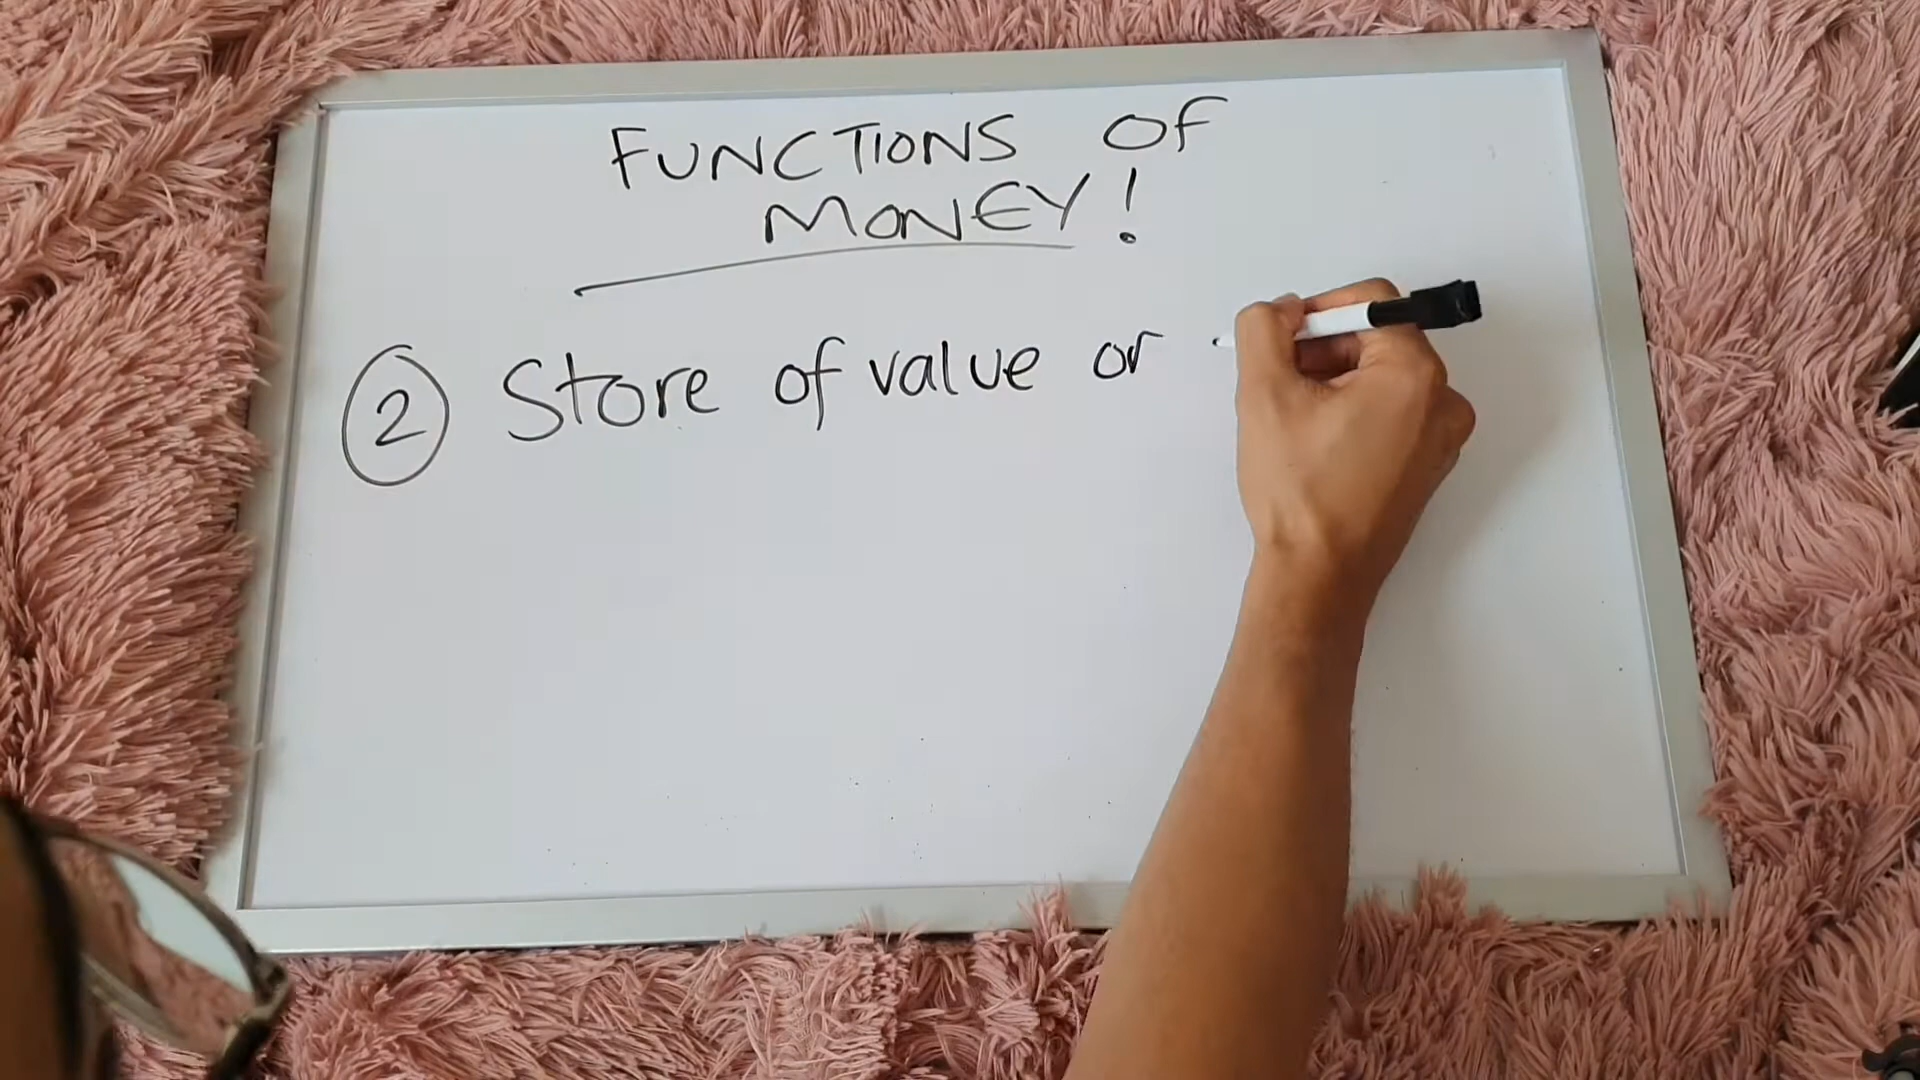 FUNCTIONS OF
MONEY!
2 Store of value or